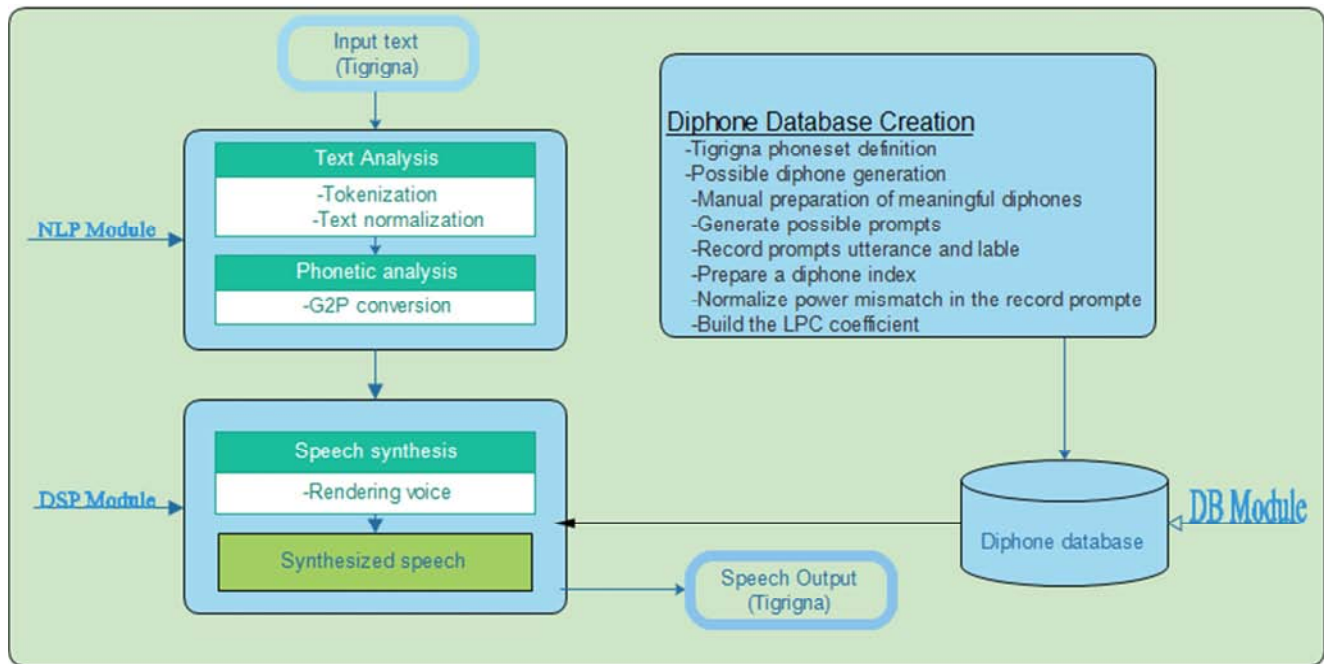 Input text
(Tigrigna)
Text Analysis
-Tokenization
-Text normalization
NLP Module
Phonetic analysis
-G2P conversion
Diphone Database Creation
-Tigrigna phoneset definition
-Possible diphone generation
-Manual preparation of meaningful diphones
-Generate possible prompts
-Record prompts utterance and lable
-Prepare a diphone index
-Normalize power mismatch in the record prompte
-Build the LPC coefficient
Speech synthesis
-Rendering voice
DSP Module
Synthesized speech
Diphone database
DB Module
Speech Output
(Tigrigna)